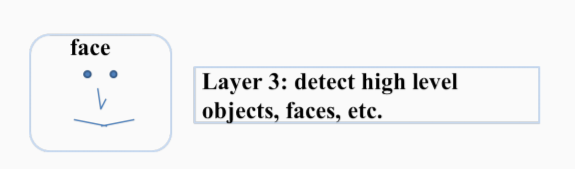 face
Layer 3: detect high level
objects, faces, etc.